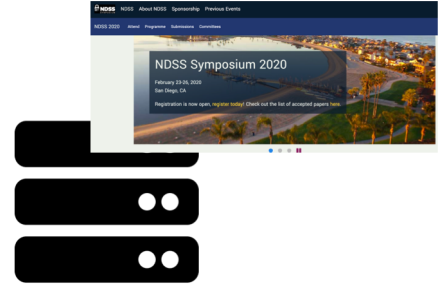 NDSS NDSS About NDSS Sponsorship Previous Events
NDSS 2020 Attend Programme Submissions Committees
NDSS Symposium 2020
February 23-26, 2020
San Diego, CA
Registration is now open, register today! Check out the list of accepted papers here.